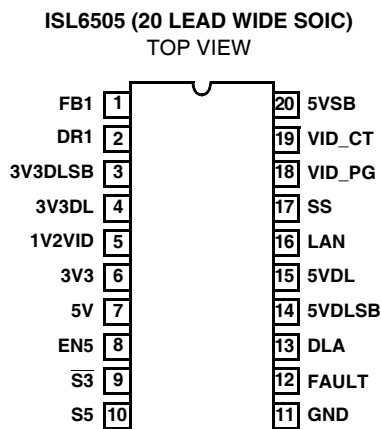 ISL6505 (20 LEAD WIDE SOIC)
TOP VIEW
FB1 1 20 5VSB
DR1 2 19 VID_CT
3V3DLSB 3 18 VID_PG
3V3DL 4 17 SS
1V2VID 5 16 LAN
3V3 6 15 5VDL
5V 7 14 5VDLSB
EN5 8 13 DLA
S3 9 12 FAULT
S5 10 11 GND